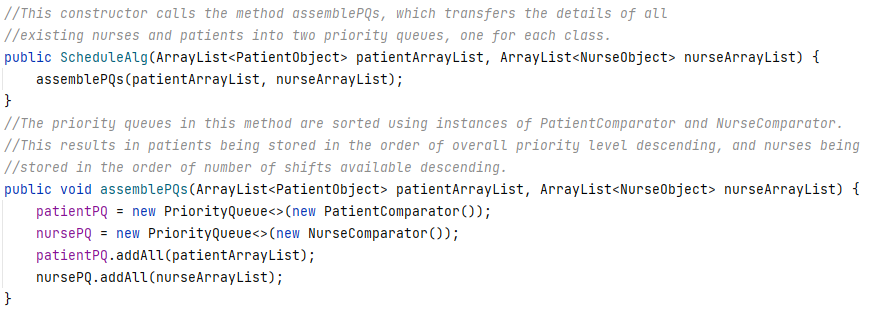 //This constructor calls the method assemblePQs, which transfers the details of all
//existing nurses and patients into two priority queues, one for each class.
public ScheduleAlg(ArrayList<PatientObject> patientArrayList, ArrayList<NurseObject> nurseArrayList) {
    assemblePQs(patientArrayList, nurseArrayList);
}
//The priority queues in this method are sorted using instances of PatientComparator and NurseComparator.
//This results in patients being stored in the order of overall priority level descending, and nurses being
//stored in the order of number of shifts available descending.
public void assemblePQs(ArrayList<PatientObject> patientArrayList, ArrayList<NurseObject> nurseArrayList) {
    patientPQ = new PriorityQueue<>(new PatientComparator());
    nursePQ = new PriorityQueue<>(new NurseComparator());
    patientPQ.addAll(patientArrayList);
    nursePQ.addAll(nurseArrayList);
}